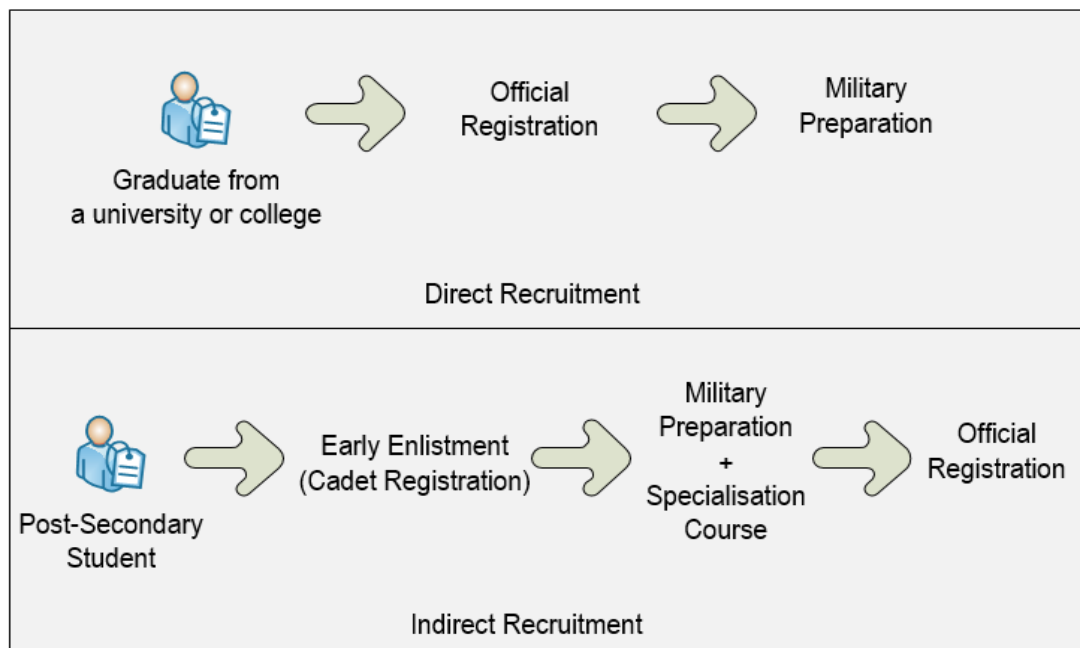 Graduate from
a university or college
Official
Registration
Military
Preparation
Direct Recruitment
Post-Secondary
Student
Early Enlistment
(Cadet Registration)
Military
Preparation
+
Specialisation
Course
Official
Registration
Indirect Recruitment